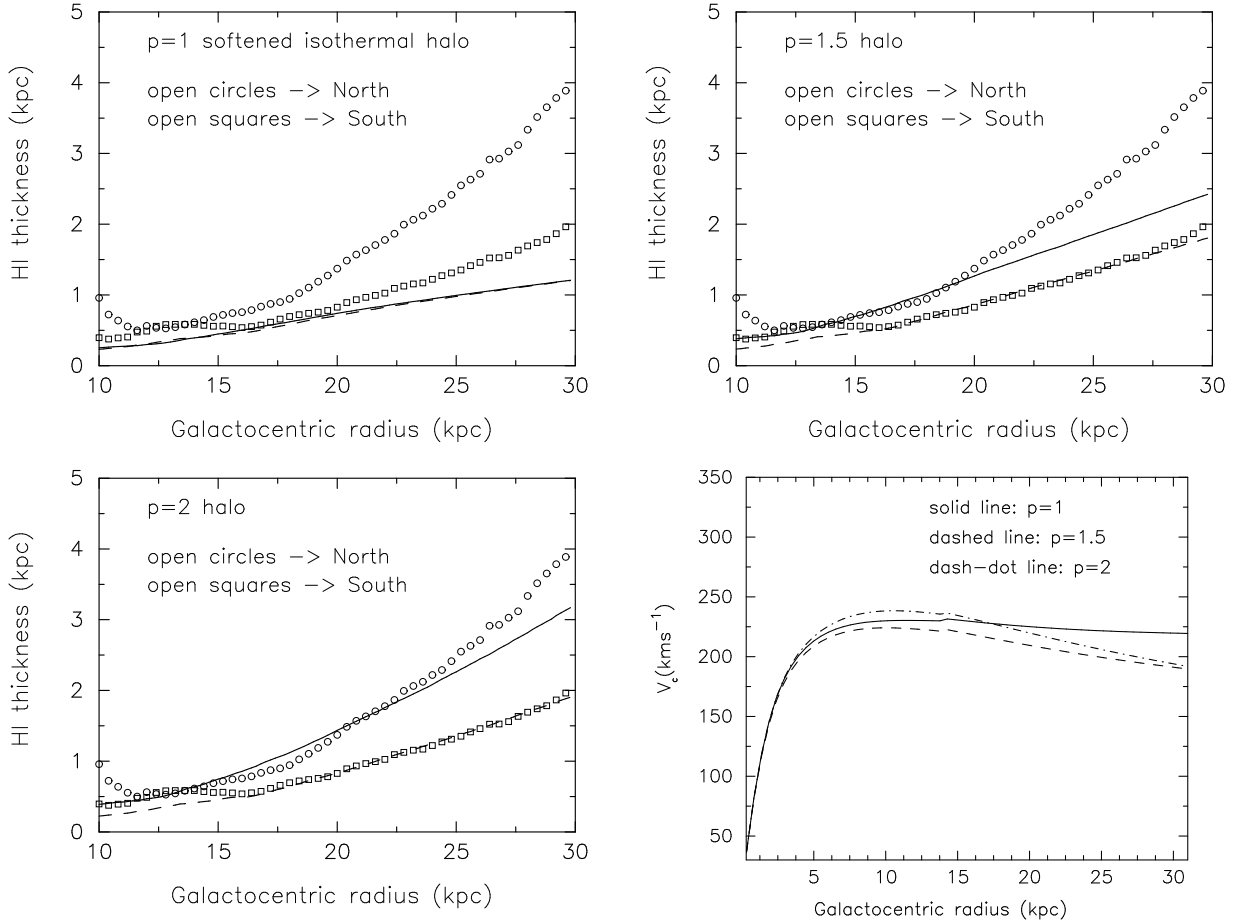 5
4
3
2
1
0
HI thickness (kpc)
p=1 softened isothermal halo
open circles −> North
open squares −> South
10
15
20
25
30
Galactocentric radius (kpc)
5
4
3
2
1
0
HI thickness (kpc)
p=1.5 halo
open circles −> North
open squares −> South
10
15
20
25
30
Galactocentric radius (kpc)
5
4
3
2
1
0
HI thickness (kpc)
p=2 halo
open circles −> North
open squares −> South
10
15
20
25
30
Galactocentric radius (kpc)
350
300
250
200
150
100
50
V_c(kms⁻¹)
solid line: p=1
dashed line: p=1.5
dash−dot line: p=2
5
10
15
20
25
30
Galactocentric radius (kpc)